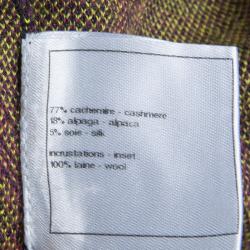 77% cachemire - cashmere
18% alpaga - alpaca
5% soie - silk
incrustations - inset
100% laine - wool